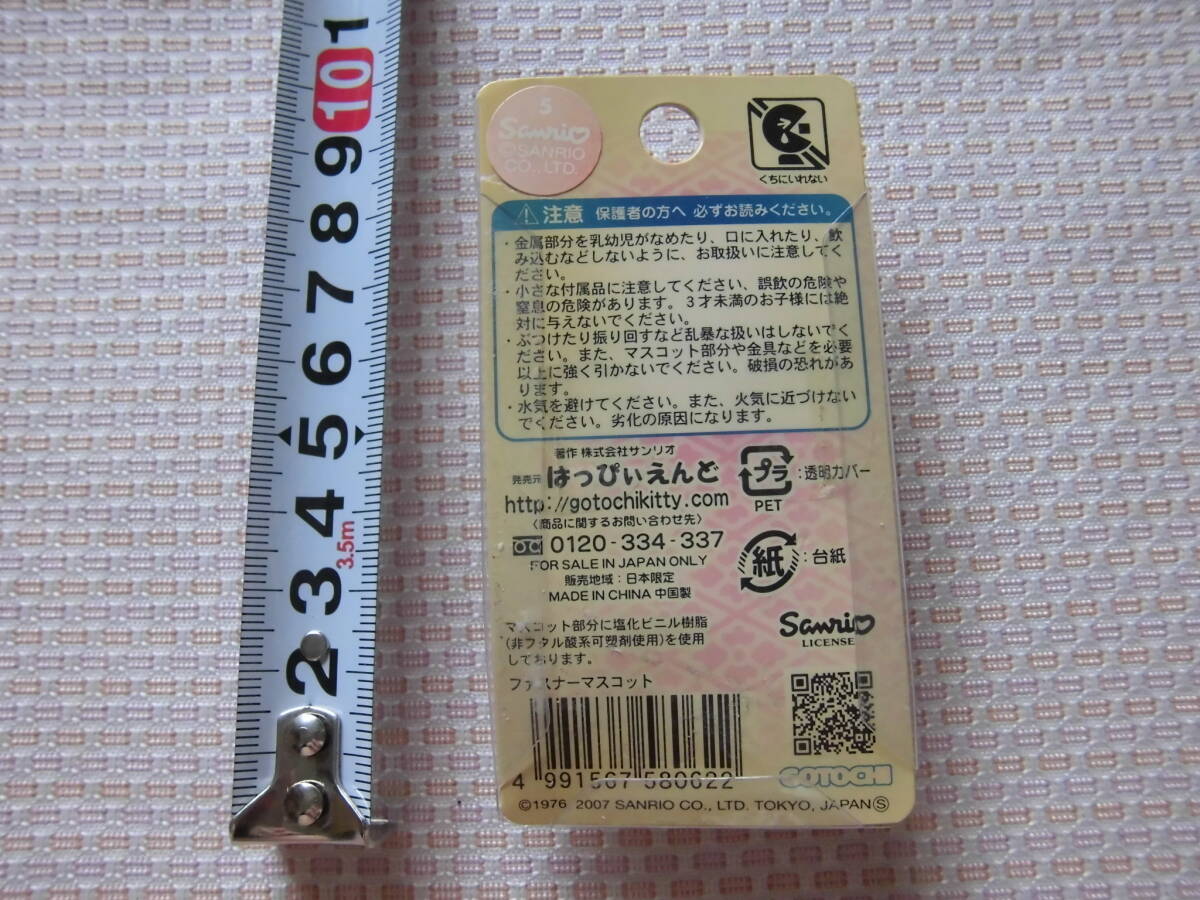 1
10
9
8
7
6
5
4
3.5m
3
2
5
Sanrio
©SANRIO
CO., LTD.
くちにいれない
注意 保護者の方へ 必ずお読みください。
・金属部分を乳幼児がなめたり、口に入れたり、飲
み込むなどしないように、お取扱いに注意してく
ださい。
・小さな付属品に注意してください、誤飲の危険や
窒息の危険があります。3才未満のお子様には絶
対に与えないでください。
・ぶつけたり振り回すなど乱暴な扱いはしないでく
ださい。また、マスコット部分や金具などを必要
以上に強く引かないでください。破損の恐れがあ
ります。
・水気を避けてください。また、火気に近づけない
でください。劣化の原因になります。
著作 株式会社サンリオ
発売元 はっぴぃえんど
http://gotochikitty.com
〈商品に関するお問い合わせ先〉
0120-334-337
FOR SALE IN JAPAN ONLY
販売地域：日本限定
MADE IN CHINA 中国製
プラ :透明カバー
PET
紙 :台紙
マスコット部分に塩化ビニル樹脂
(非フタル酸系可塑剤使用)を使用
しております。
Sanrio
LICENSE
ファスナーマスコット
4 991567 580622
GOTOCHI
©1976 2007 SANRIO CO., LTD. TOKYO, JAPAN Ⓢ